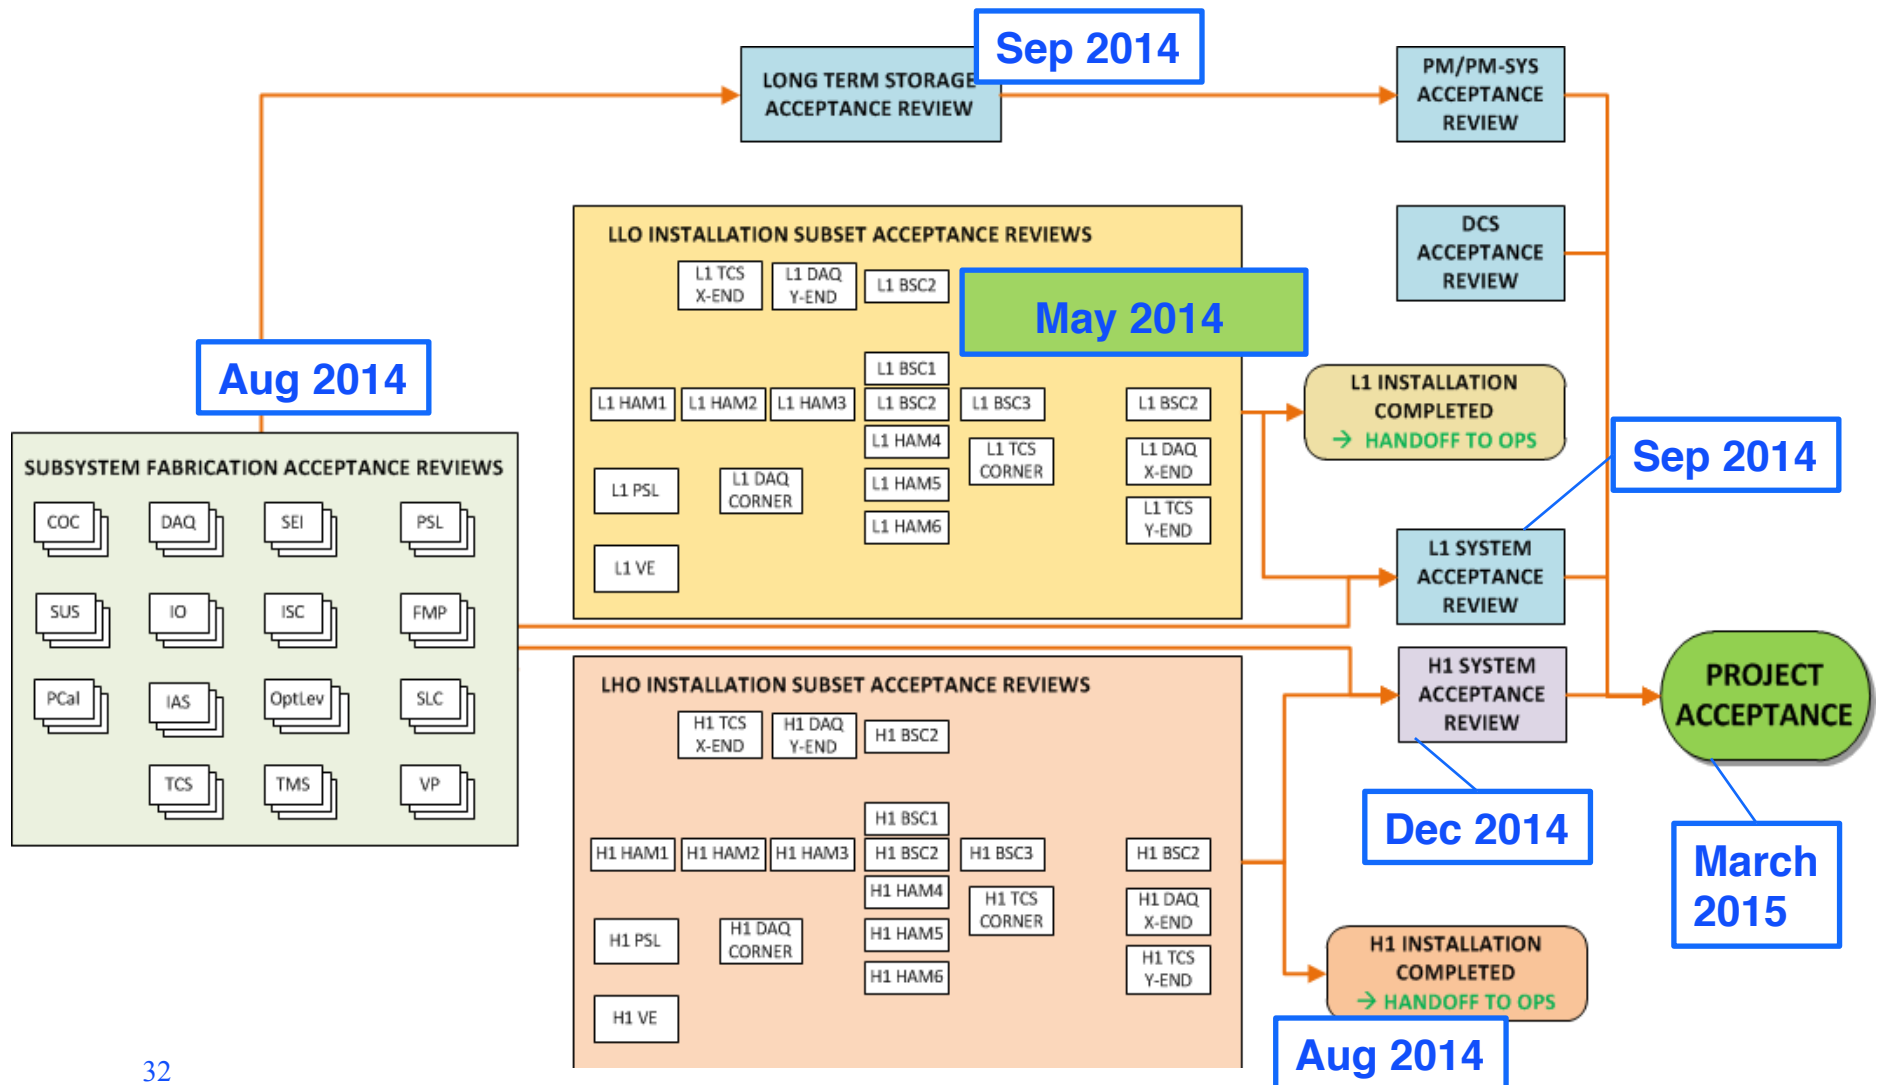 Sep 2014
LONG TERM STORAGE
ACCEPTANCE REVIEW
PM/PM-SYS
ACCEPTANCE
REVIEW
LLO INSTALLATION SUBSET ACCEPTANCE REVIEWS
L1 TCS
X-END
L1 DAQ
Y-END
L1 BSC2
DCS
ACCEPTANCE
REVIEW
May 2014
Aug 2014
L1 BSC1
L1 HAM1
L1 HAM2
L1 HAM3
L1 BSC2
L1 BSC3
L1 BSC2
L1 HAM4
L1 TCS
CORNER
L1 DAQ
X-END
L1 PSL
L1 DAQ
CORNER
L1 HAM5
L1 HAM6
L1 TCS
Y-END
L1 VE
L1 INSTALLATION
COMPLETED
→ HANDOFF TO OPS
Sep 2014
SUBSYSTEM FABRICATION ACCEPTANCE REVIEWS
COC
DAQ
SEI
PSL
SUS
IO
ISC
FMP
PCal
IAS
OptLev
SLC
TCS
TMS
VP
L1 SYSTEM
ACCEPTANCE
REVIEW
H1 SYSTEM
ACCEPTANCE
REVIEW
PROJECT
ACCEPTANCE
LHO INSTALLATION SUBSET ACCEPTANCE REVIEWS
H1 TCS
X-END
H1 DAQ
Y-END
H1 BSC2
H1 BSC1
H1 HAM1
H1 HAM2
H1 HAM3
H1 BSC2
H1 BSC3
H1 BSC2
H1 HAM4
H1 TCS
CORNER
H1 DAQ
X-END
H1 PSL
H1 DAQ
CORNER
H1 HAM5
H1 HAM6
H1 TCS
Y-END
H1 VE
Dec 2014
March
2015
H1 INSTALLATION
COMPLETED
→ HANDOFF TO OPS
Aug 2014
32